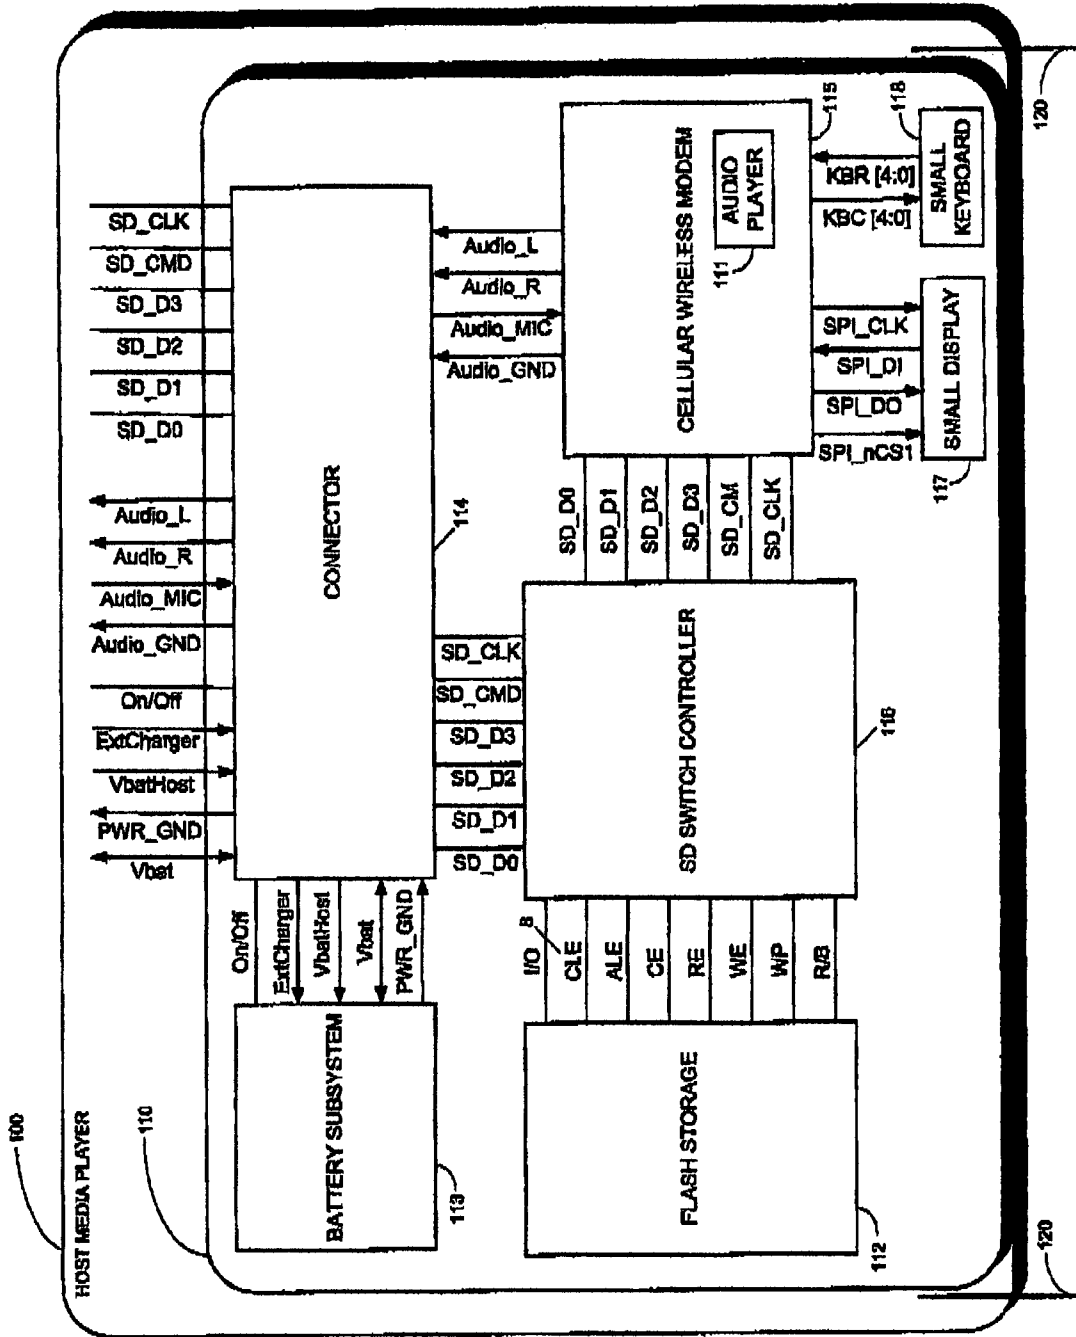 100
HOST MEDIA PLAYER
110
Vbat
PWR_GND
VbatHost
ExtCharger
On/Off
Audio_GND
Audio_MIC
Audio_R
Audio_L
SD_D0
SD_D1
SD_D2
SD_D3
SD_CMD
SD_CLK
BATTERY SUBSYSTEM
113
On/Off
ExtCharger
VbatHost
Vbat
PWR_GND
CONNECTOR
114
SD_D0
SD_D1
SD_D2
SD_D3
SD_CMD
SD_CLK
Audio_GND
Audio_MIC
Audio_R
Audio_L
FLASH STORAGE
112
I/O
8
CLE
ALE
CE
RE
WE
WP
R/B
SD SWITCH CONTROLLER
116
SD_D0
SD_D1
SD_D2
SD_D3
SD_CM
SD_CLK
CELLULAR WIRELESS MODEM
115
AUDIO
PLAYER
111
SPI_nCS1
SPI_DO
SPI_DI
SPI_CLK
KBC [4:0]
KBR [4:0]
SMALL DISPLAY
117
SMALL
KEYBOARD
118
120
120